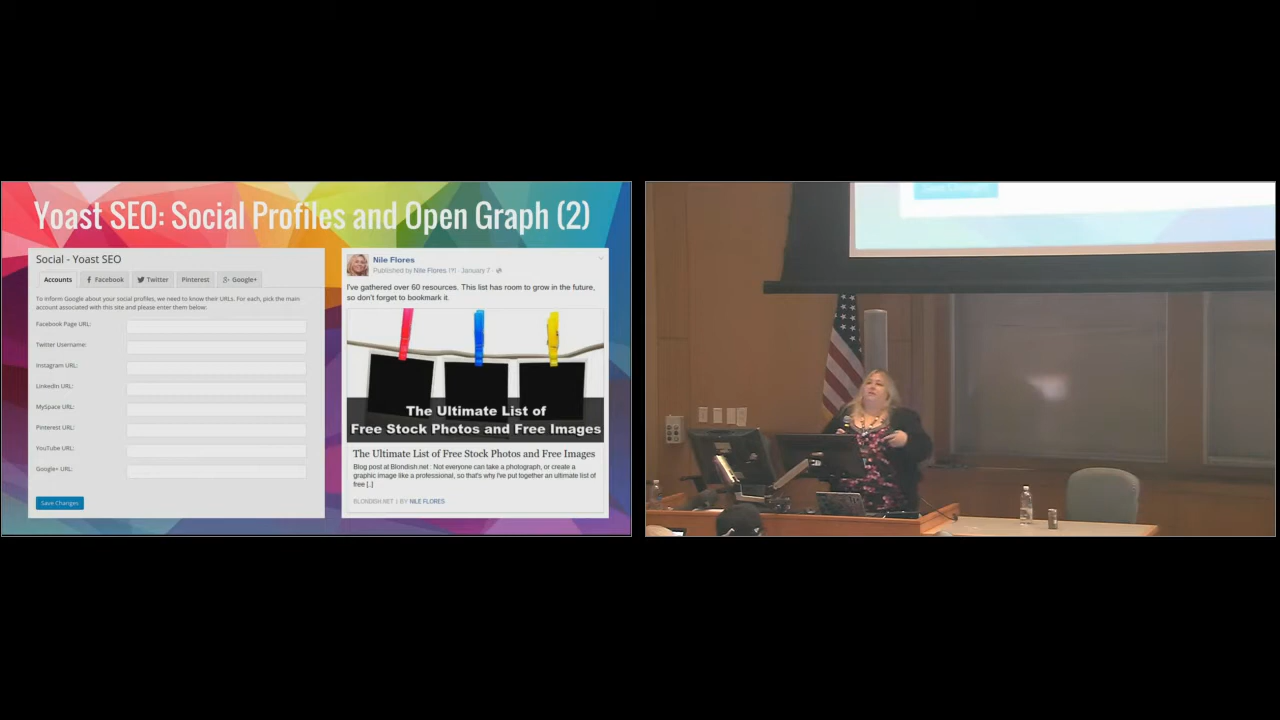 Yoast SEO: Social Profiles and Open Graph (2)
Social - Yoast SEO
Accounts
Facebook
Twitter
Pinterest
Google+
To inform Google about your social profiles, we need to know their URLs. For each, pick the main
account associated with this site and please enter them below:
Facebook Page URL:
Twitter Username:
Instagram URL:
LinkedIn URL:
MySpace URL:
Pinterest URL:
YouTube URL:
Google+ URL:
Save Changes
Nile Flores
Published by Nile Flores [?] · January 7 ·
I've gathered over 60 resources. This list has room to grow in the future,
so don't forget to bookmark it.
The Ultimate List of
Free Stock Photos and Free Images
The Ultimate List of Free Stock Photos and Free Images
Blog post at Blondish.net : Not everyone can take a photograph, or create a
graphic image like a professional, so that's why I've put together an ultimate list of
free [..]
BLONDISH.NET | BY NILE FLORES
Save Changes